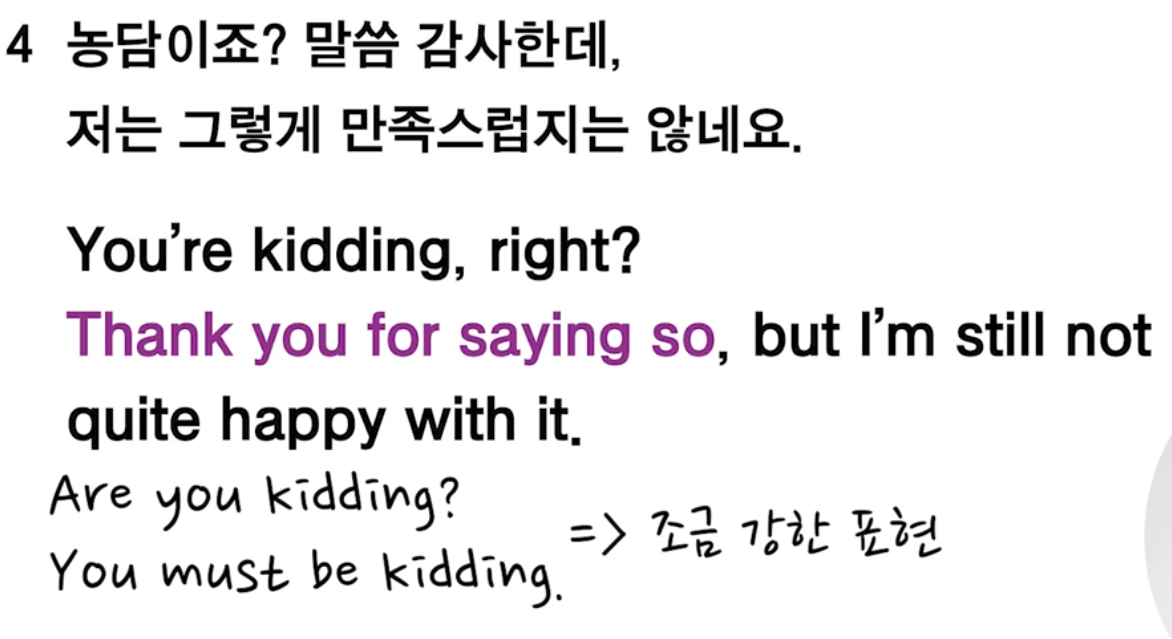 4 농담이죠? 말씀 감사한데,
저는 그렇게 만족스럽지는 않네요.
You're kidding, right?
Thank you for saying so, but I'm still not
quite happy with it.
Are you kidding?
You must be kidding.
=> 조금 강한 표현